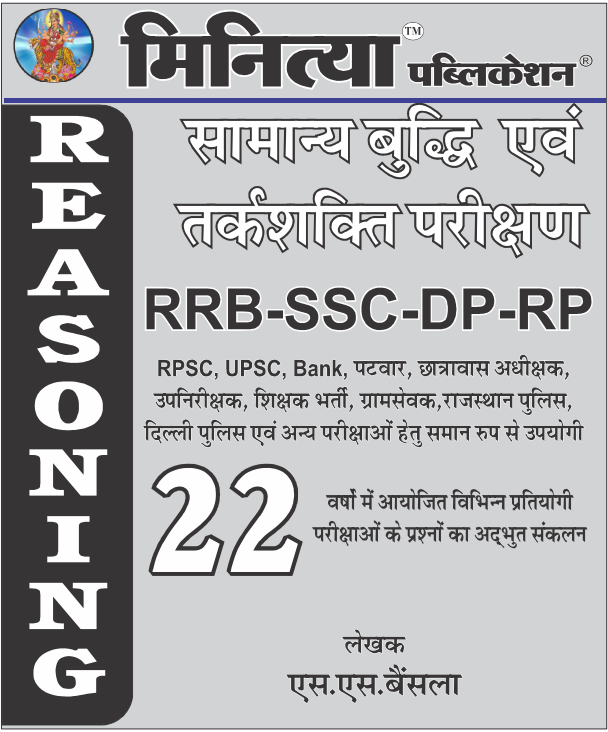 मिनित्या TM
पब्लिकेशन ®
REASONING
सामान्य बुद्धि एवं
तर्कशक्ति परीक्षण
RRB-SSC-DP-RP
RPSC, UPSC, Bank, पटवार, छात्रावास अधीक्षक,
उपनिरीक्षक, शिक्षक भर्ती, ग्रामसेवक,राजस्थान पुलिस,
दिल्ली पुलिस एवं अन्य परीक्षाओं हेतु समान रुप से उपयोगी
22
वर्षों में आयोजित विभिन्न प्रतियोगी
परीक्षाओं के प्रश्नों का अद्भुत संकलन
लेखक
एस.एस.बैंसला